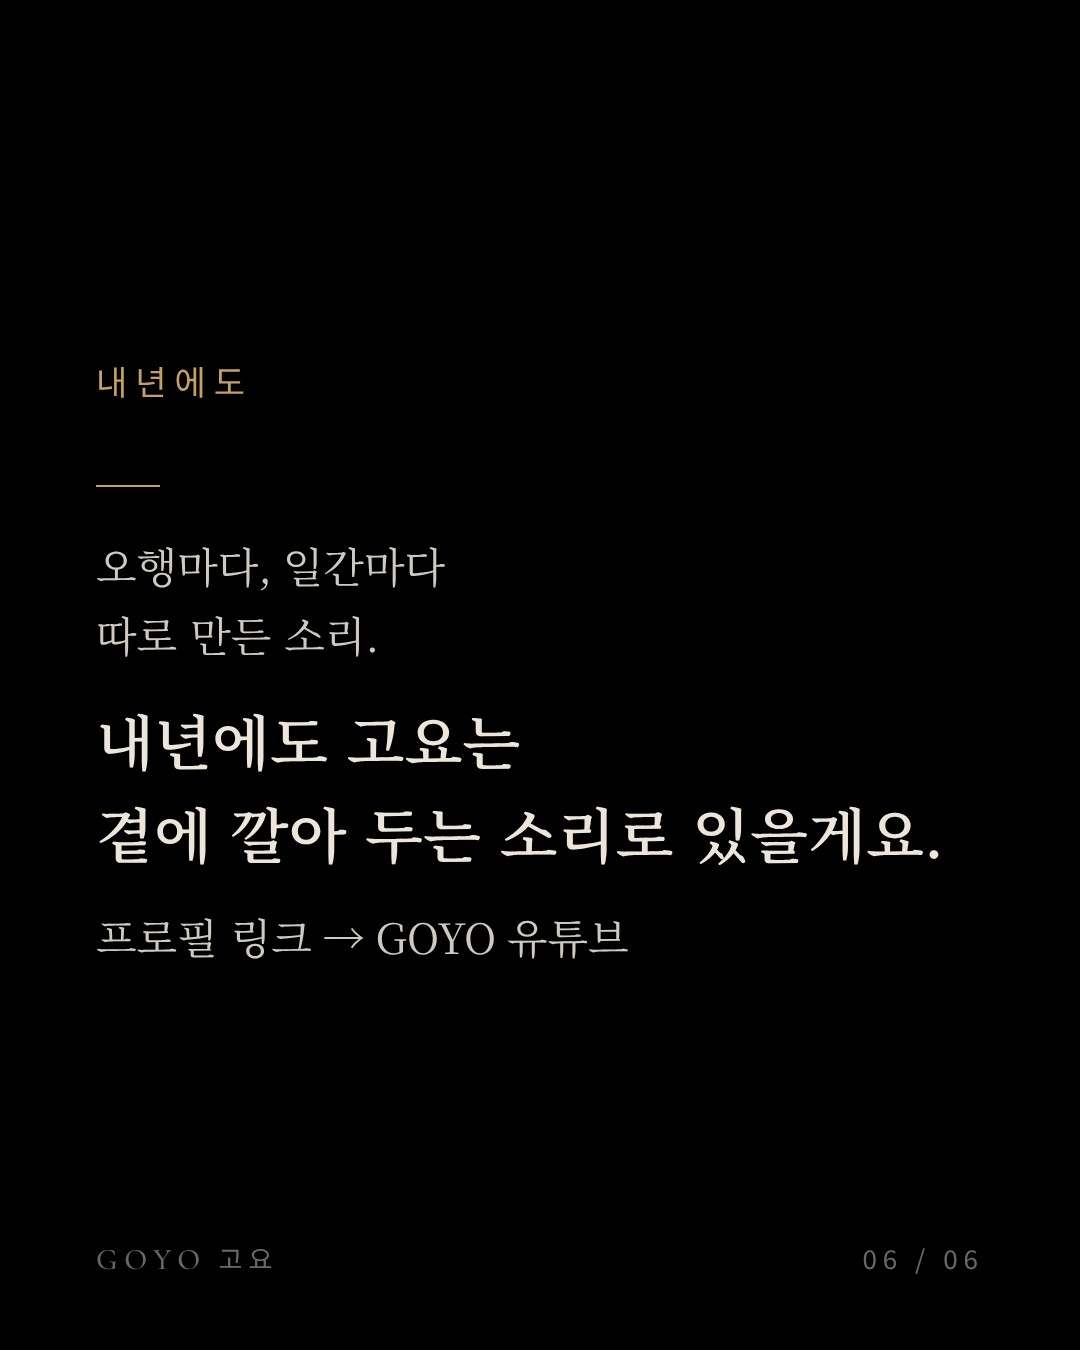 내년에도
오행마다, 일간마다
따로 만든 소리.
내년에도 고요는
곁에 깔아 두는 소리로 있을게요.
프로필 링크 → GOYO 유튜브
GOYO 고요
06 / 06